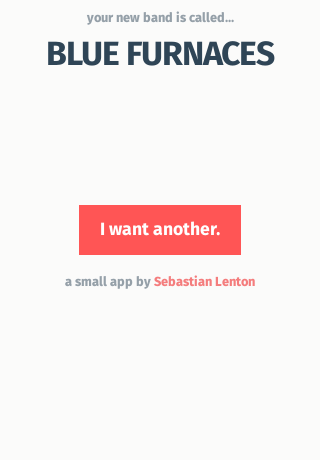 your new band is called...
BLUE FURNACES
I want another.
a small app by Sebastian Lenton